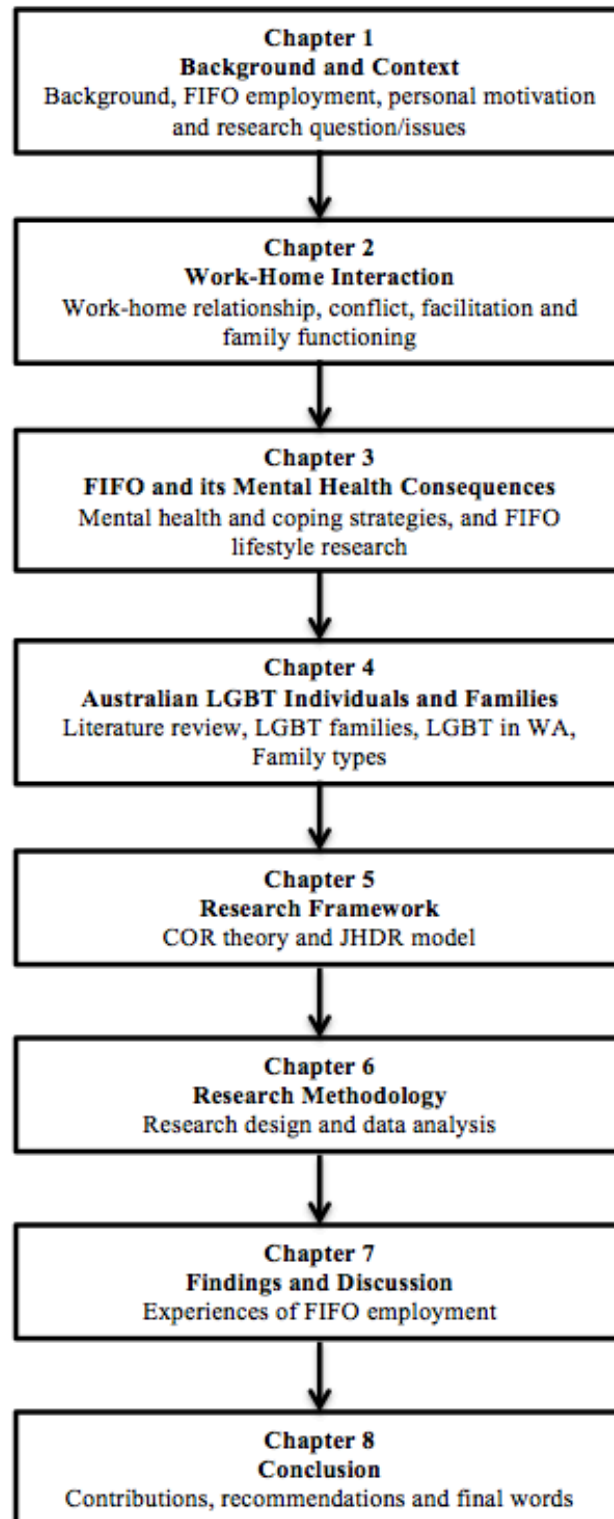 Chapter 1
Background and Context
Background, FIFO employment, personal motivation
and research question/issues
Chapter 2
Work-Home Interaction
Work-home relationship, conflict, facilitation and
family functioning
Chapter 3
FIFO and its Mental Health Consequences
Mental health and coping strategies, and FIFO
lifestyle research
Chapter 4
Australian LGBT Individuals and Families
Literature review, LGBT families, LGBT in WA,
Family types
Chapter 5
Research Framework
COR theory and JHDR model
Chapter 6
Research Methodology
Research design and data analysis
Chapter 7
Findings and Discussion
Experiences of FIFO employment
Chapter 8
Conclusion
Contributions, recommendations and final words